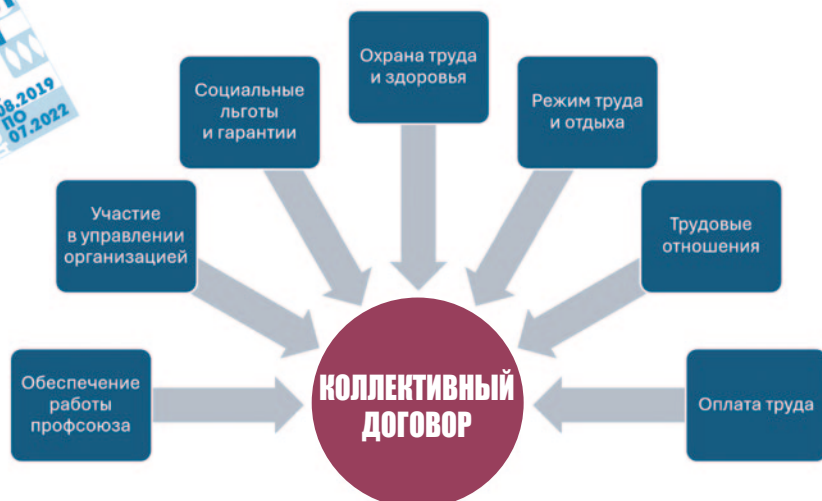 08.2019
ПО
07.2022
Охрана труда
и здоровья
Социальные
льготы
и гарантии
Режим труда
и отдыха
Участие
в управлении
организацией
Трудовые
отношения
Обеспечение
работы
профсоюза
КОЛЛЕКТИВНЫЙ
ДОГОВОР
Оплата труда